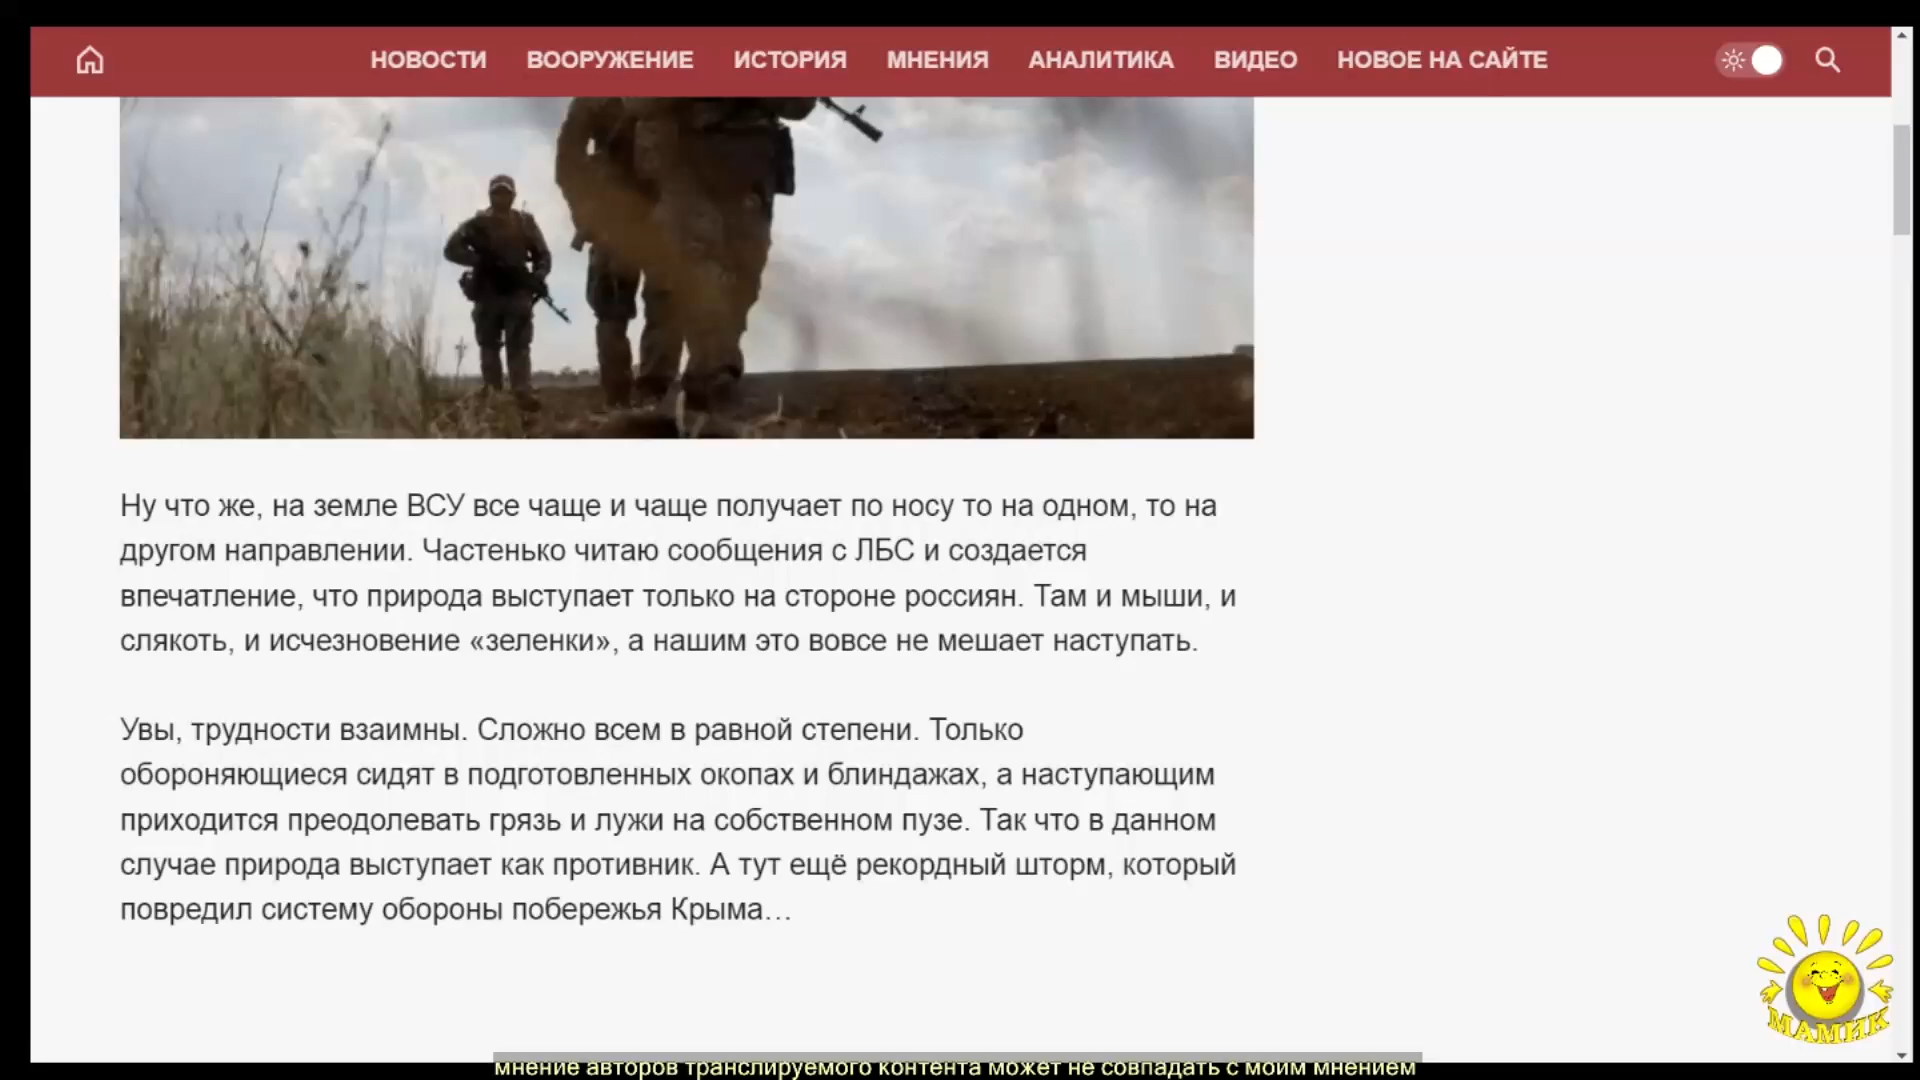 НОВОСТИ ВООРУЖЕНИЕ ИСТОРИЯ МНЕНИЯ АНАЛИТИКА ВИДЕО НОВОЕ НА САЙТЕ
Ну что же, на земле ВСУ все чаще и чаще получает по носу то на одном, то на
другом направлении. Частенько читаю сообщения с ЛБС и создается
впечатление, что природа выступает только на стороне россиян. Там и мыши, и
слякоть, и исчезновение «зеленки», а нашим это вовсе не мешает наступать.
Увы, трудности взаимны. Сложно всем в равной степени. Только
обороняющиеся сидят в подготовленных окопах и блиндажах, а наступающим
приходится преодолевать грязь и лужи на собственном пузе. Так что в данном
случае природа выступает как противник. А тут ещё рекордный шторм, который
повредил систему обороны побережья Крыма…
МАМИК
мнение авторов транслируемого контента может не совпадать с моим мнением